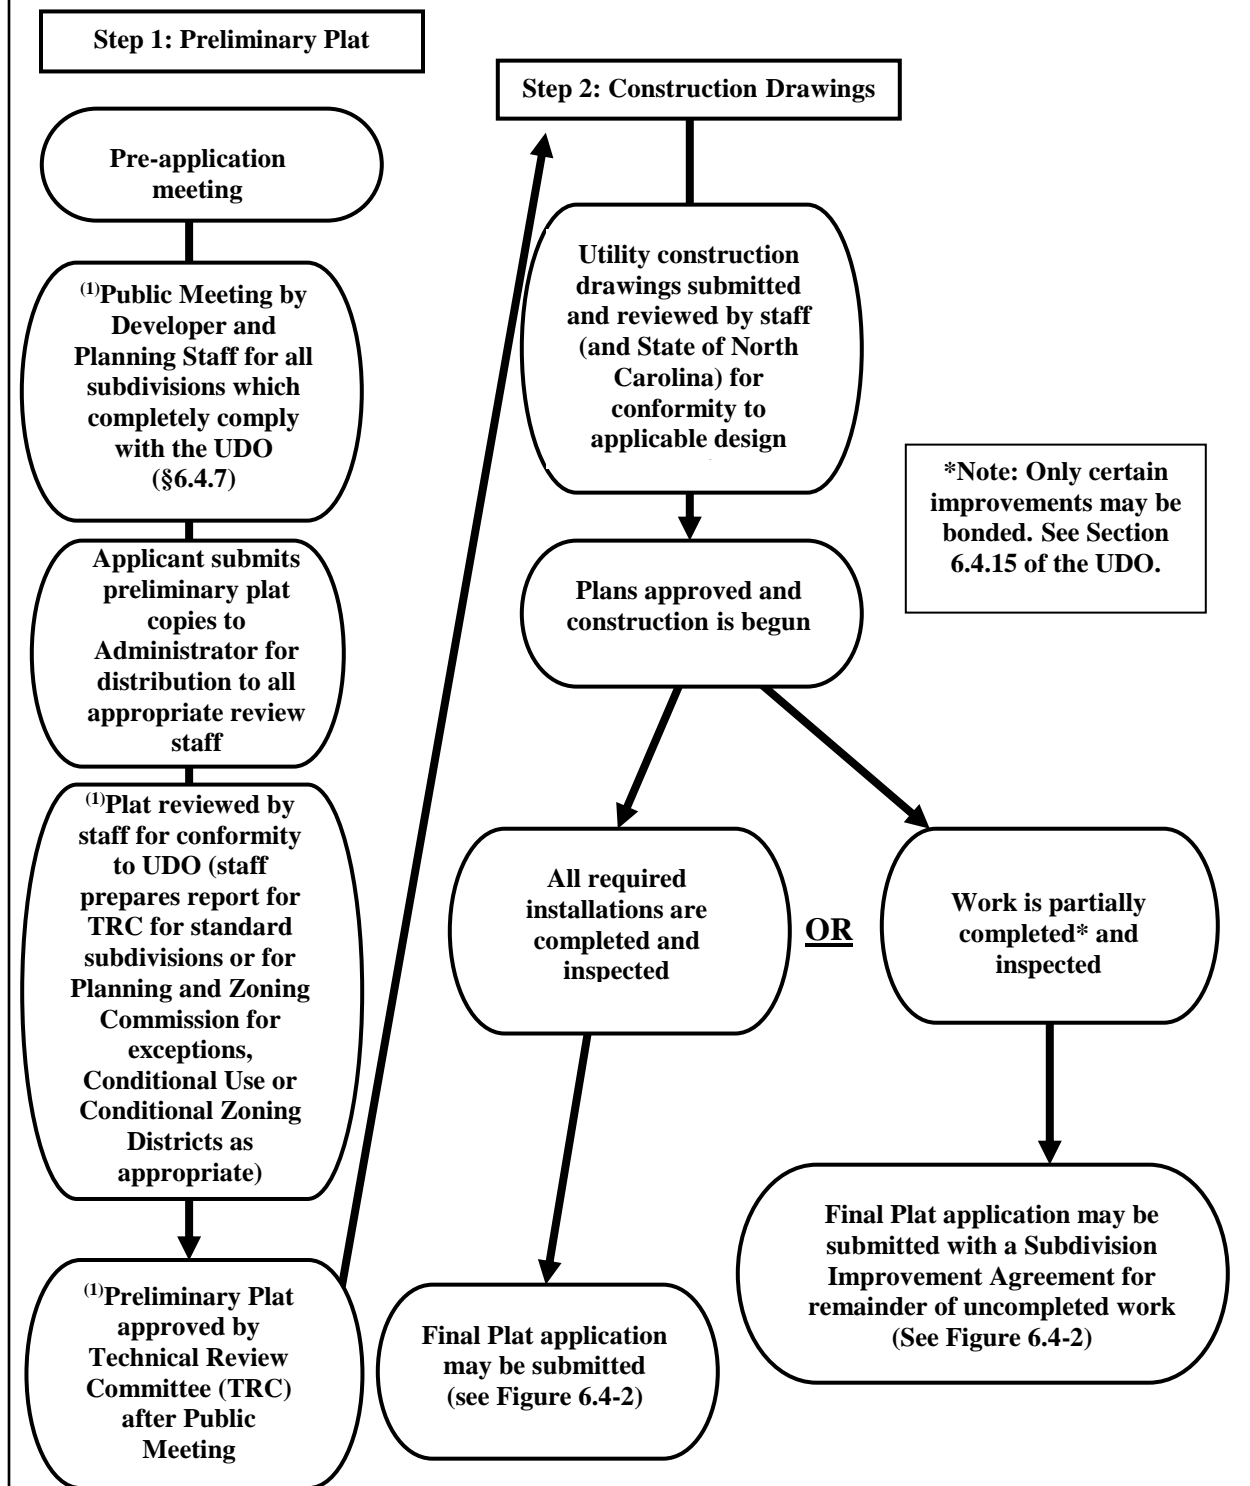 Step 1: Preliminary Plat
Pre-application
meeting
(1)Public Meeting by
Developer and
Planning Staff for all
subdivisions which
completely comply
with the UDO
(§6.4.7)
Applicant submits
preliminary plat
copies to
Administrator for
distribution to all
appropriate review
staff
(1)Plat reviewed by
staff for conformity
to UDO (staff
prepares report for
TRC for standard
subdivisions or for
Planning and Zoning
Commission for
exceptions,
Conditional Use or
Conditional Zoning
Districts as
appropriate)
(1)Preliminary Plat
approved by
Technical Review
Committee (TRC)
after Public
Meeting
Step 2: Construction Drawings
Utility construction
drawings submitted
and reviewed by staff
(and State of North
Carolina) for
conformity to
applicable design
Plans approved and
construction is begun
*Note: Only certain
improvements may be
bonded. See Section
6.4.15 of the UDO.
All required
installations are
completed and
inspected
OR
Work is partially
completed* and
inspected
Final Plat application
may be submitted
(see Figure 6.4-2)
Final Plat application may be
submitted with a Subdivision
Improvement Agreement for
remainder of uncompleted work
(See Figure 6.4-2)